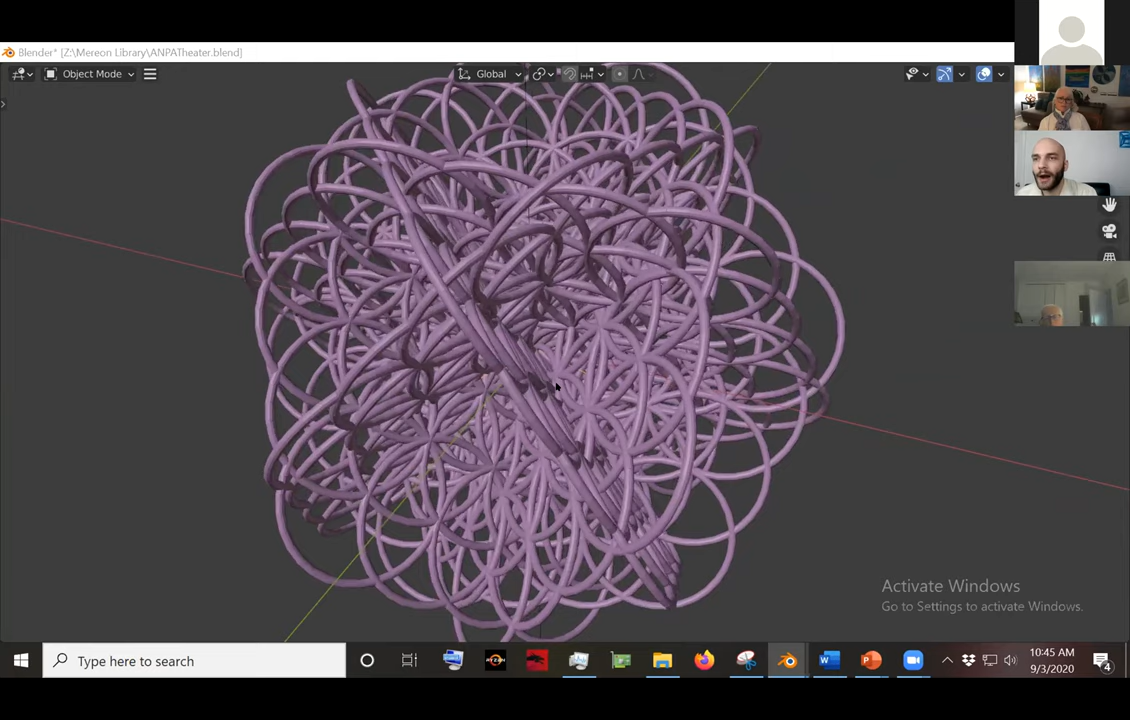 Blender* [Z:\Mereon Library\ANPATheater.blend]
Object Mode
Global
Activate Windows
Go to Settings to activate Windows.
Type here to search
10:45 AM
9/3/2020
4